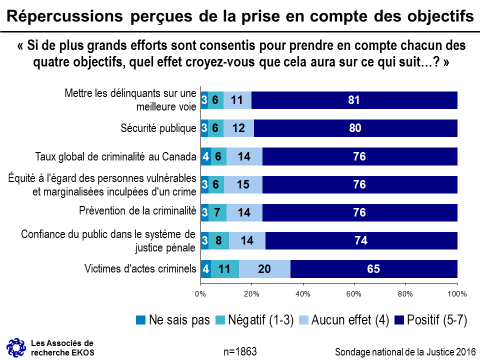 Répercussions perçues de la prise en compte des objectifs
« Si de plus grands efforts sont consentis pour prendre en compte chacun des
quatre objectifs, quel effet croyez-vous que cela aura sur ce qui suit…? »
Mettre les délinquants sur une
meilleure voie
3 6 11 81
Sécurité publique
3 6 12 80
Taux global de criminalité au Canada
4 6 14 76
Équité à l'égard des personnes vulnérables
et marginalisées inculpées d'un crime
3 6 15 76
Prévention de la criminalité
3 7 14 76
Confiance du public dans le système de
justice pénale
3 8 14 74
Victimes d'actes criminels
4 11 20 65
0% 20% 40% 60% 80% 100%
Ne sais pas Négatif (1-3) Aucun effet (4) Positif (5-7)
Les Associés de
recherche EKOS
n=1863
Sondage national de la Justice 2016